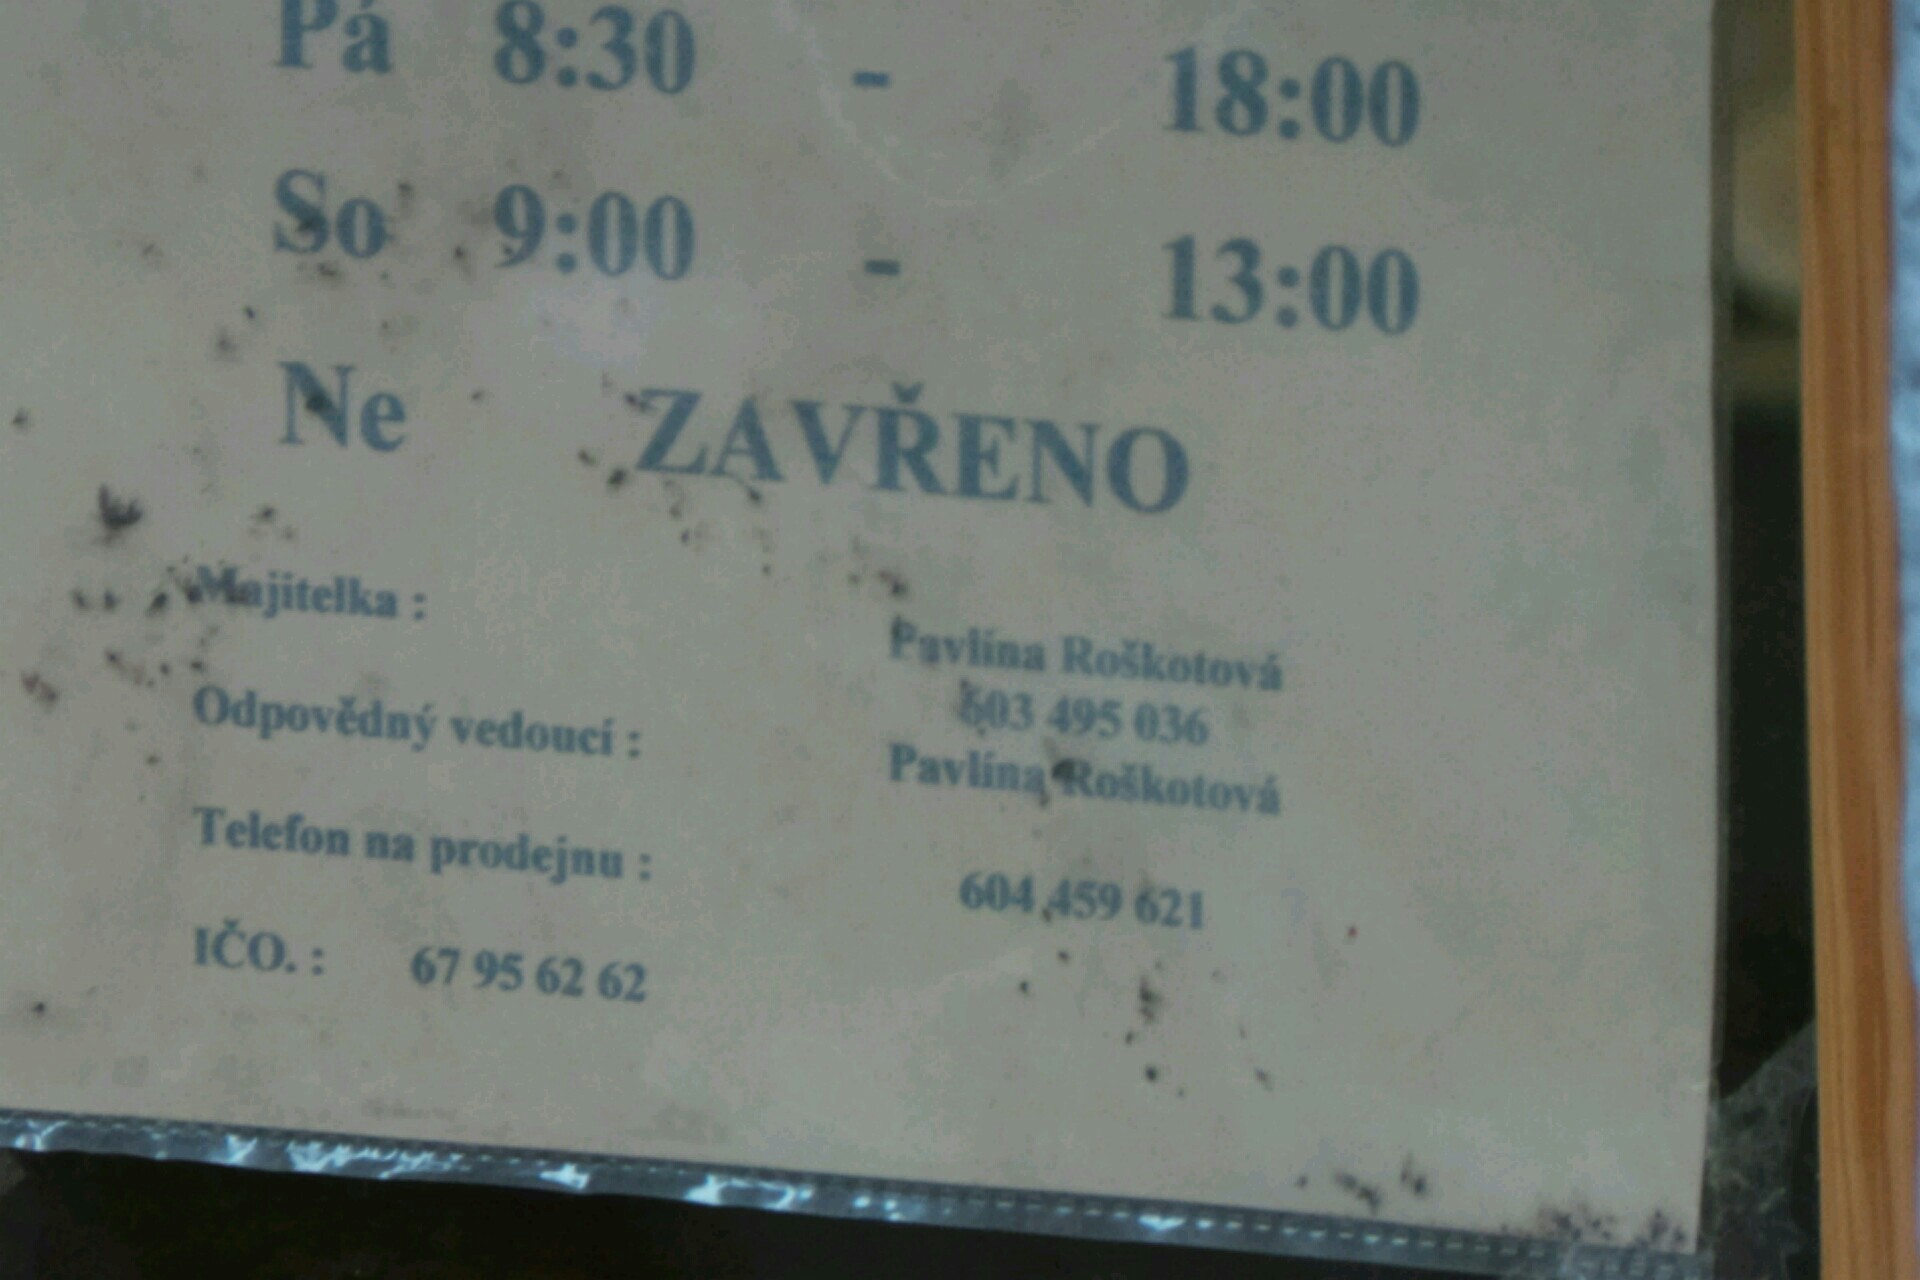 Pá 8:30 - 18:00
So 9:00 - 13:00
Ne ZAVŘENO
Majitelka :
Pavlína Roškotová
603 495 036
Odpovědný vedoucí :
Pavlína Roškotová
Telefon na prodejnu :
604 459 621
IČO. : 67 95 62 62